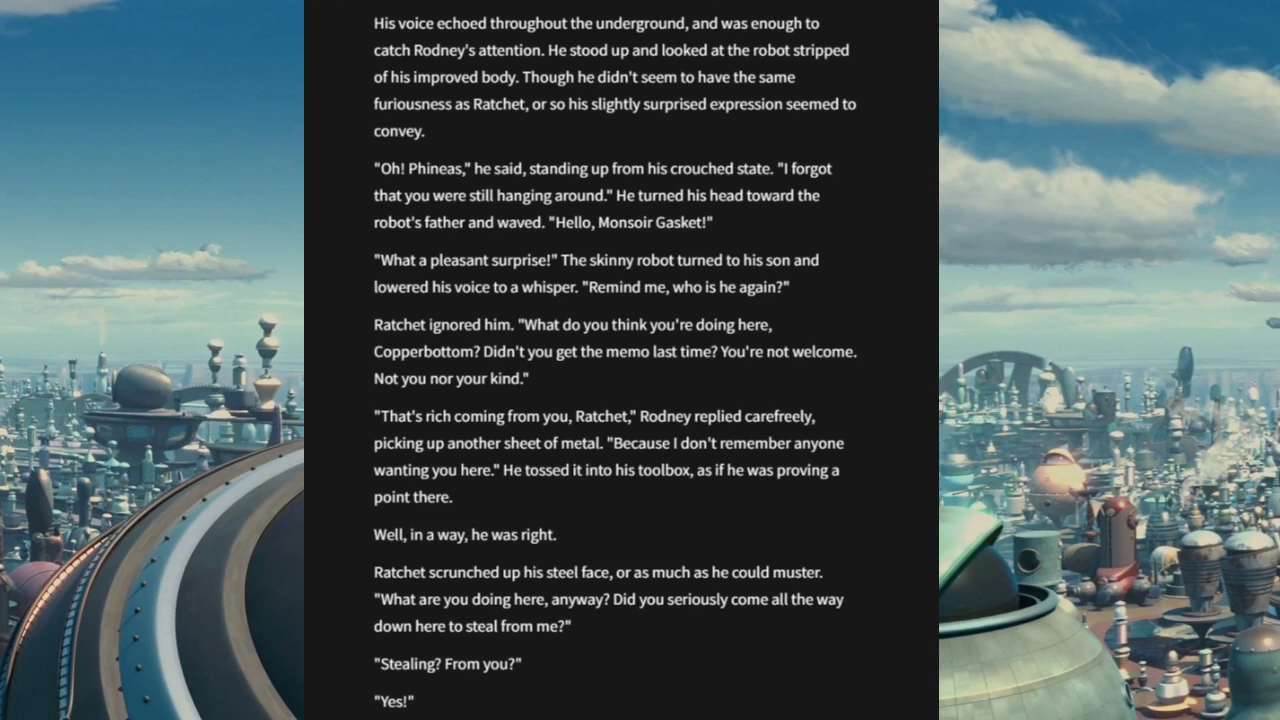 His voice echoed throughout the underground, and was enough to
catch Rodney's attention. He stood up and looked at the robot stripped
of his improved body. Though he didn't seem to have the same
furiousness as Ratchet, or so his slightly surprised expression seemed to
convey.
"Oh! Phineas," he said, standing up from his crouched state. "I forgot
that you were still hanging around." He turned his head toward the
robot's father and waved. "Hello, Monsoir Gasket!"
"What a pleasant surprise!" The skinny robot turned to his son and
lowered his voice to a whisper. "Remind me, who is he again?"
Ratchet ignored him. "What do you think you're doing here,
Copperbottom? Didn't you get the memo last time? You're not welcome.
Not you nor your kind."
"That's rich coming from you, Ratchet," Rodney replied carefreely,
picking up another sheet of metal. "Because I don't remember anyone
wanting you here." He tossed it into his toolbox, as if he was proving a
point there.
Well, in a way, he was right.
Ratchet scrunched up his steel face, or as much as he could muster.
"What are you doing here, anyway? Did you seriously come all the way
down here to steal from me?"
"Stealing? From you?"
"Yes!"